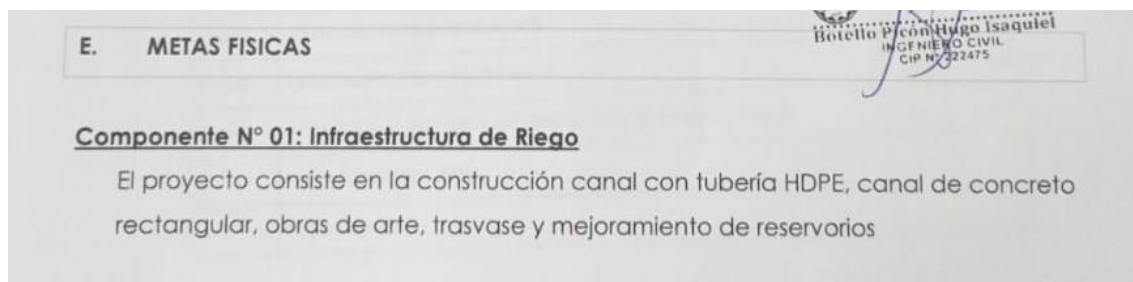 Botello Picón Hugo Isaquiel
INGENIERO CIVIL
CIP Nº 222475
E. METAS FISICAS
Componente N° 01: Infraestructura de Riego
El proyecto consiste en la construcción canal con tubería HDPE, canal de concreto
rectangular, obras de arte, trasvase y mejoramiento de reservorios